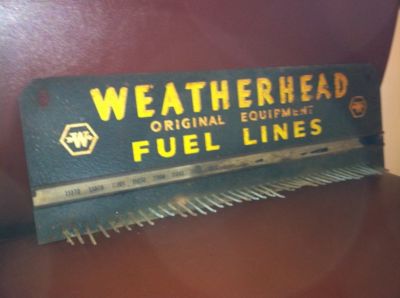 WEATHERHEAD
ORIGINAL EQUIPMENT
W W
FUEL LINES